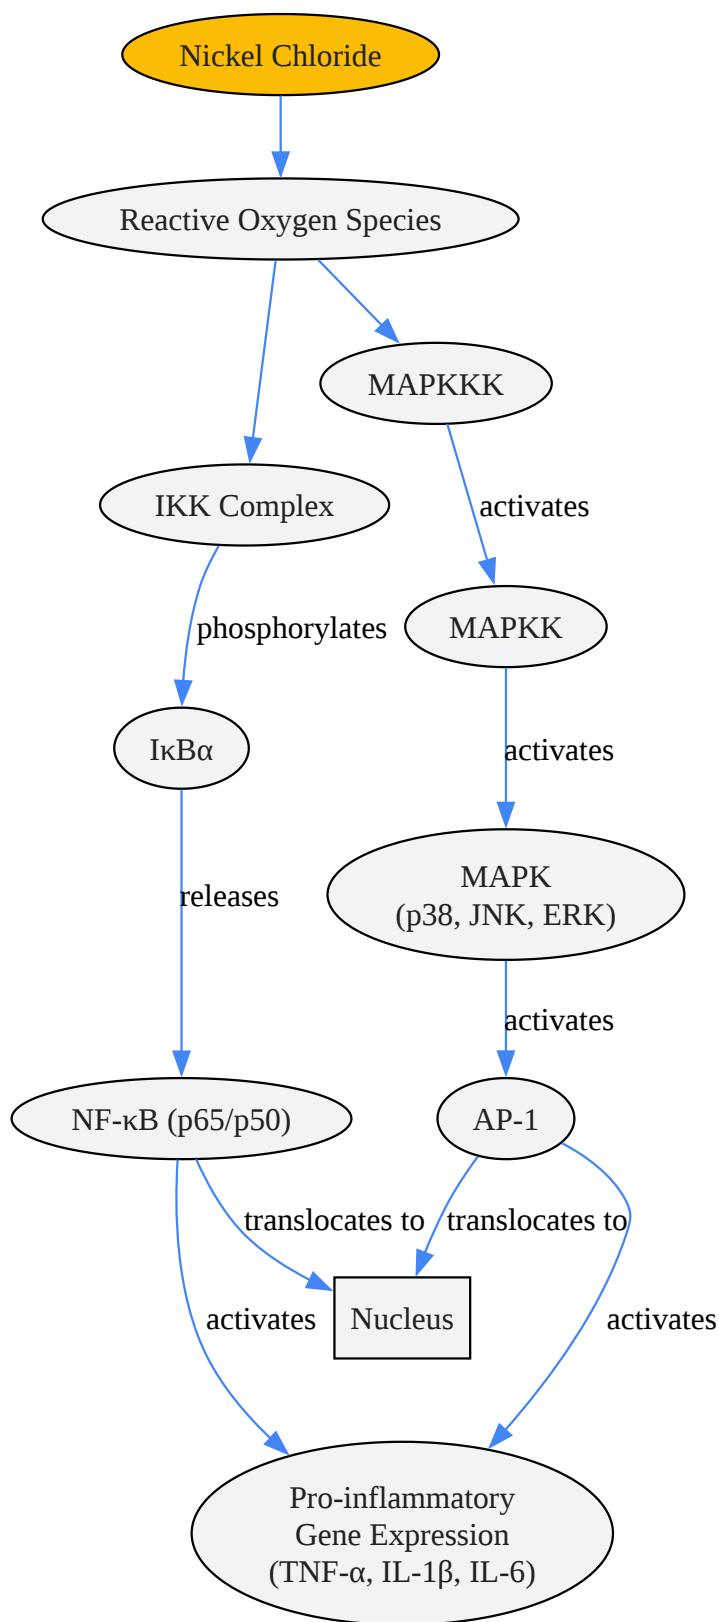 Nickel Chloride
Reactive Oxygen Species
MAPKKK
IKK Complex
activates
phosphorylates
MAPKK
IκBα
activates
MAPK
(p38, JNK, ERK)
releases
activates
NF-κB (p65/p50)
AP-1
translocates to
translocates to
Nucleus
activates
activates
Pro-inflammatory
Gene Expression
(TNF-α, IL-1β, IL-6)